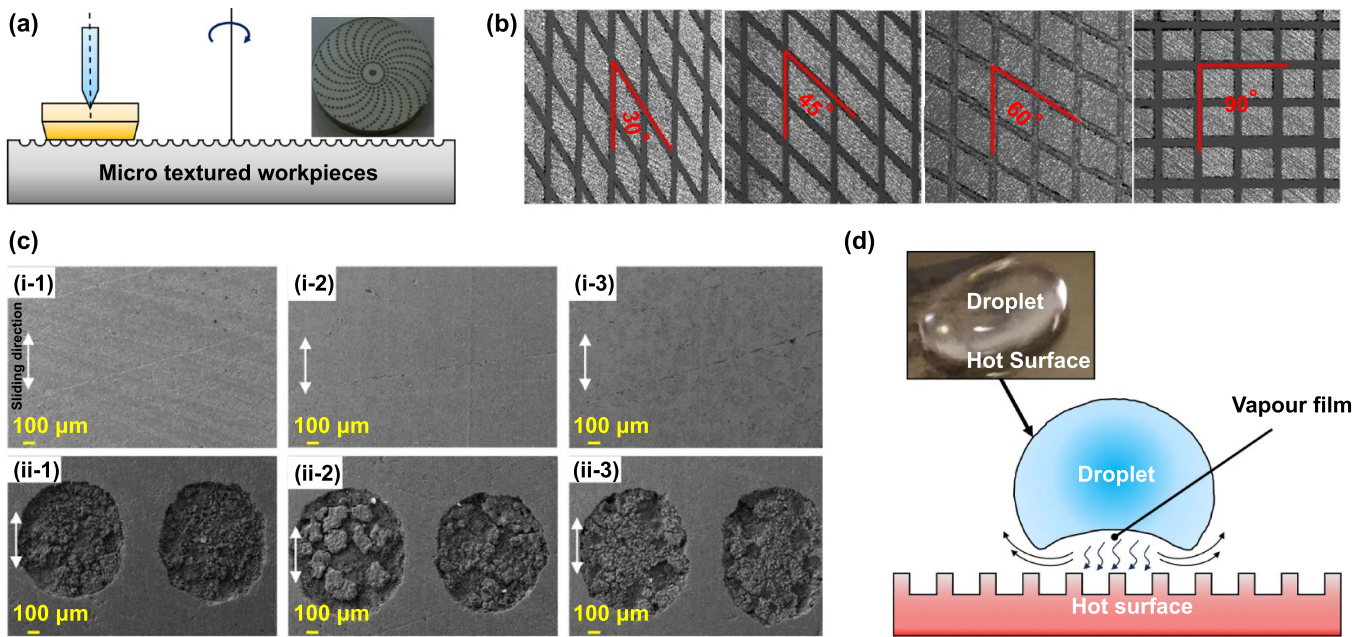 (a)
Micro textured workpieces
(b)
30°
45°
60°
90°
(c)
(i-1)
Sliding direction
100 μm
(i-2)
100 μm
(i-3)
100 μm
(ii-1)
100 μm
(ii-2)
100 μm
(ii-3)
100 μm
(d)
Droplet
Hot Surface
Vapour film
Droplet
Hot surface